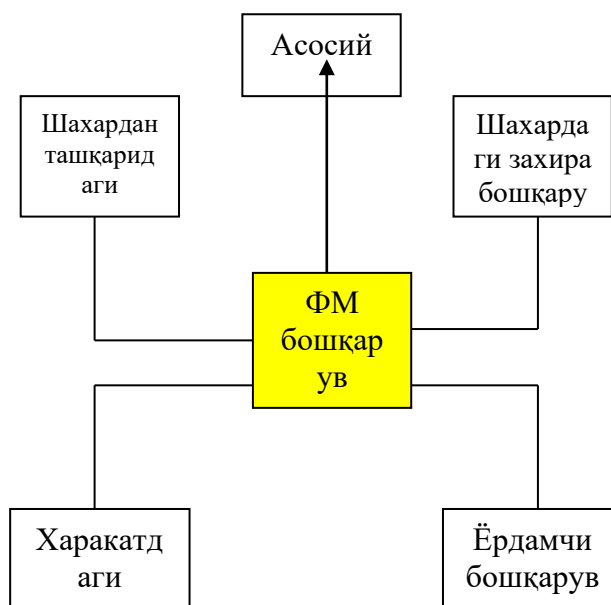 Асосий
Шахардан
ташқарид
аги
Шахарда
ги захира
бошқару
ФМ
бошқар
ув
Харакатд
аги
Ёрдамчи
бошқарув